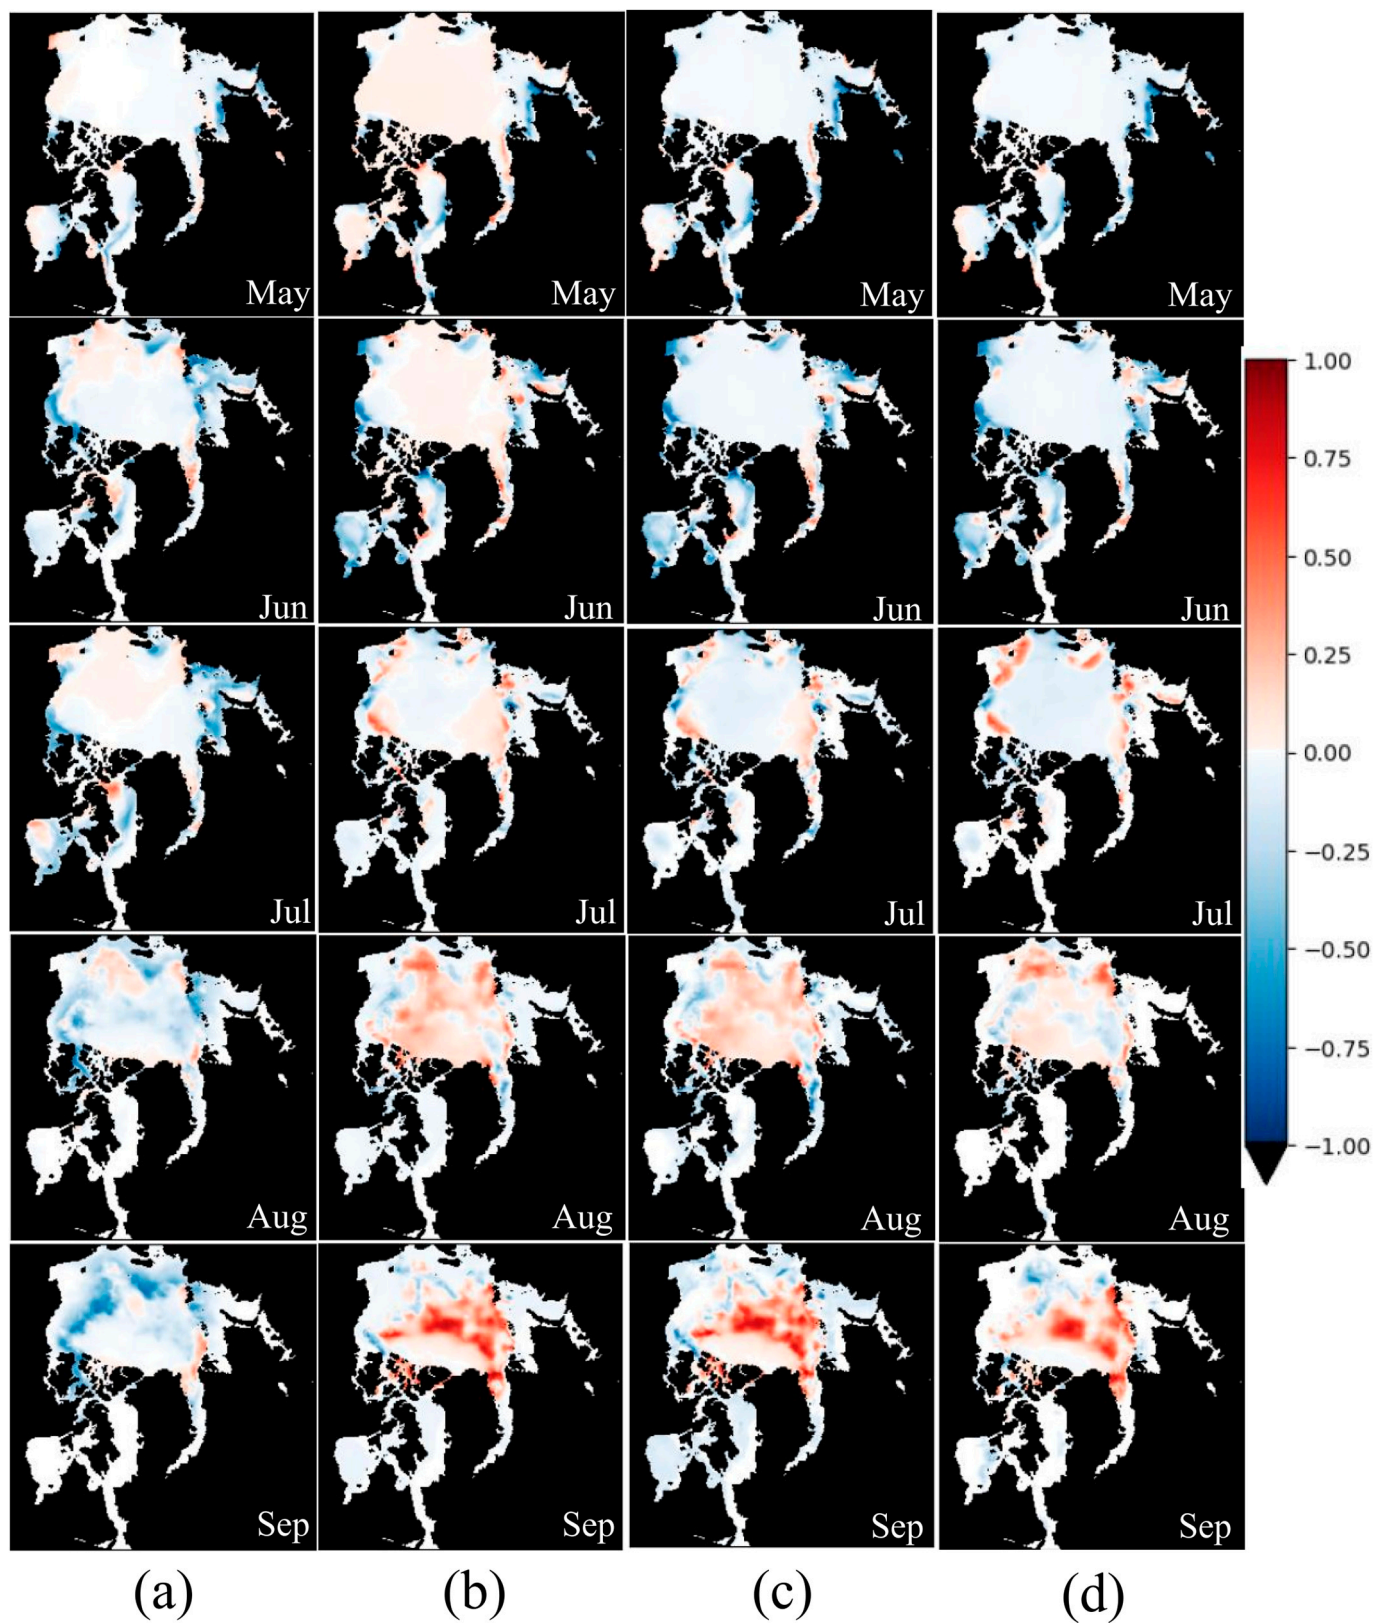 May May May May
Jun Jun Jun Jun
Jul Jul Jul Jul
Aug Aug Aug Aug
Sep Sep Sep Sep
1.00
0.75
0.50
0.25
0.00
−0.25
−0.50
−0.75
−1.00
(a) (b) (c) (d)